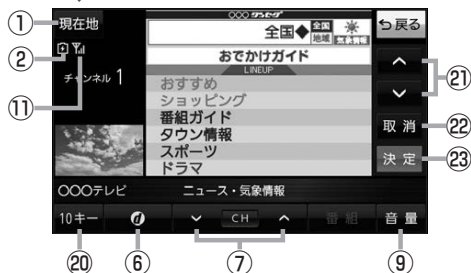 ① 現在地
② チャンネル 1
⑪
○○○ ワンセグ
全国◆ 全国 地域 気象情報
おでかけガイド
LINEUP
おすすめ
ショッピング
番組ガイド
タウン情報
スポーツ
ドラマ
戻る
取 消
決 定
㉑
㉒
㉓
○○○テレビ ニュース・気象情報
10キー d CH 番 組 音 量
⑳ ⑥ ⑦ ⑨